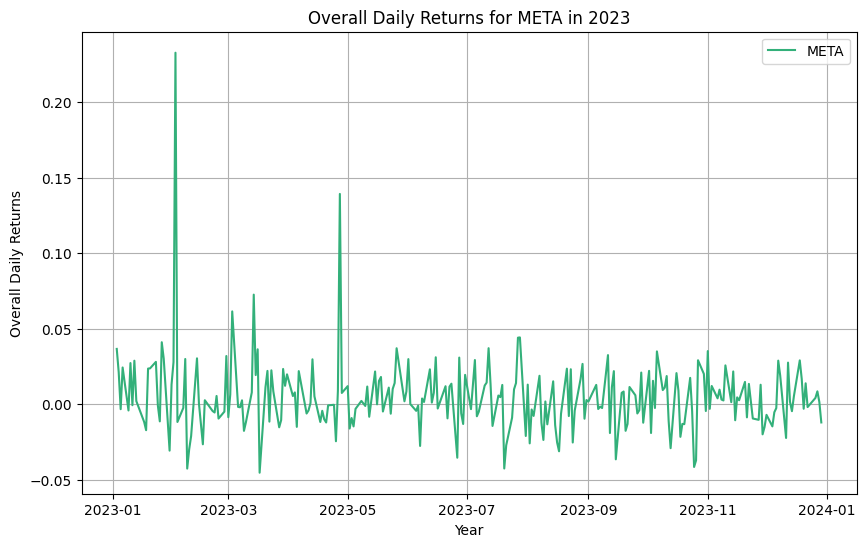 Overall Daily Returns for META in 2023
META
Overall Daily Returns
0.20
0.15
0.10
0.05
0.00
−0.05
2023-01 2023-03 2023-05 2023-07 2023-09 2023-11 2024-01
Year